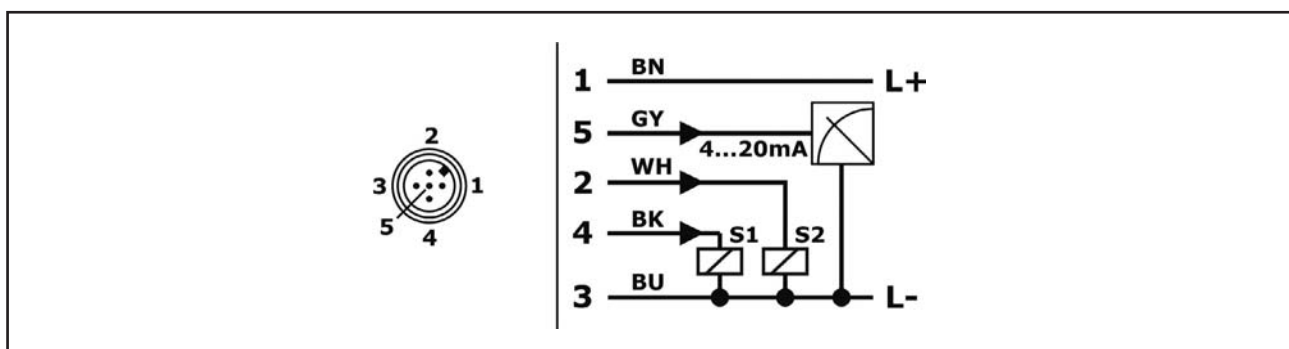 2
3 1
5
4
1 BN L+
5 GY
4...20mA
2 WH
4 BK S1 S2
3 BU L-